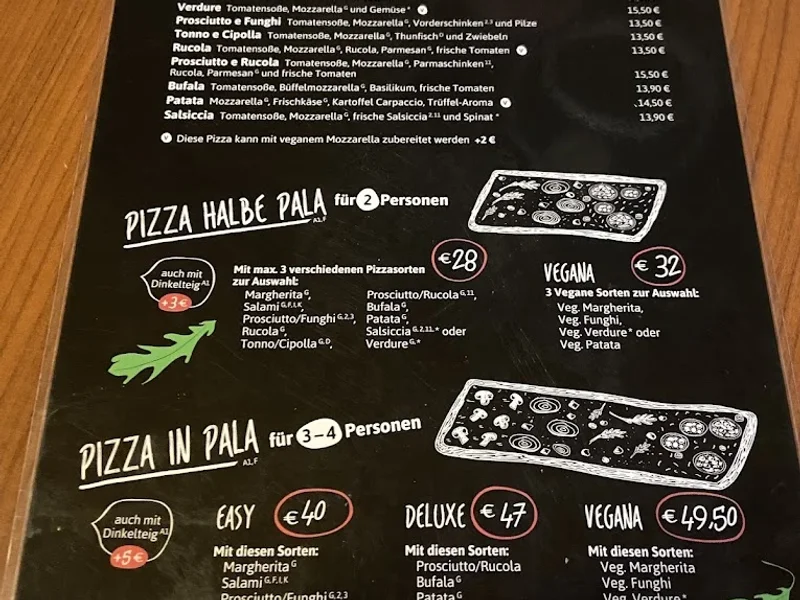 Verdure Tomatensoße, Mozzarella G und Gemüse* V 15,50 €
Prosciutto e Funghi Tomatensoße, Mozzarella G, Vorderschinken 2,3 und Pilze 13,50 €
Tonno e Cipolla Tomatensoße, Mozzarella G, Thunfisch D und Zwiebeln 13,50 €
Rucola Tomatensoße, Mozzarella G, Rucola, Parmesan G, frische Tomaten V 13,50 €
Prosciutto e Rucola Tomatensoße, Mozzarella G, Parmaschinken 11,
Rucola, Parmesan G und frische Tomaten 15,50 €
Bufala Tomatensoße, Büffelmozzarella G, Basilikum, frische Tomaten 13,90 €
Patata Mozzarella G, Frischkäse G, Kartoffel Carpaccio, Trüffel-Aroma V 14,50 €
Salsiccia Tomatensoße, Mozzarella G, frische Salsiccia 2,11 und Spinat * 13,90 €
V Diese Pizza kann mit veganem Mozzarella zubereitet werden +2 €
PIZZA HALBE PALA A1,F für 2 Personen
auch mit
Dinkelteig A1
+3€
Mit max. 3 verschiedenen Pizzasorten €28
zur Auswahl:
Margherita G,
Salami G,F,I,K
Prosciutto/Funghi G,2,3
Rucola G,
Tonno/Cipolla G,D,
Prosciutto/Rucola G,11,
Bufala G,
Patata G,
Salsiccia G,2,11,* oder
Verdure G,*
VEGANA €32
3 Vegane Sorten zur Auswahl:
Veg. Margherita,
Veg. Funghi,
Veg. Verdure* oder
Veg. Patata
PIZZA IN PALA A1,F für 3-4 Personen
auch mit
Dinkelteig A1
+5€
EASY €40
Mit diesen Sorten:
Margherita G
Salami G,F,I,K
Prosciutto/Funghi G,2,3
DELUXE €47
Mit diesen Sorten:
Prosciutto/Rucola
Bufala G
Patata G
VEGANA €49,50
Mit diesen Sorten:
Veg. Margherita
Veg. Funghi
Veg. Verdure*